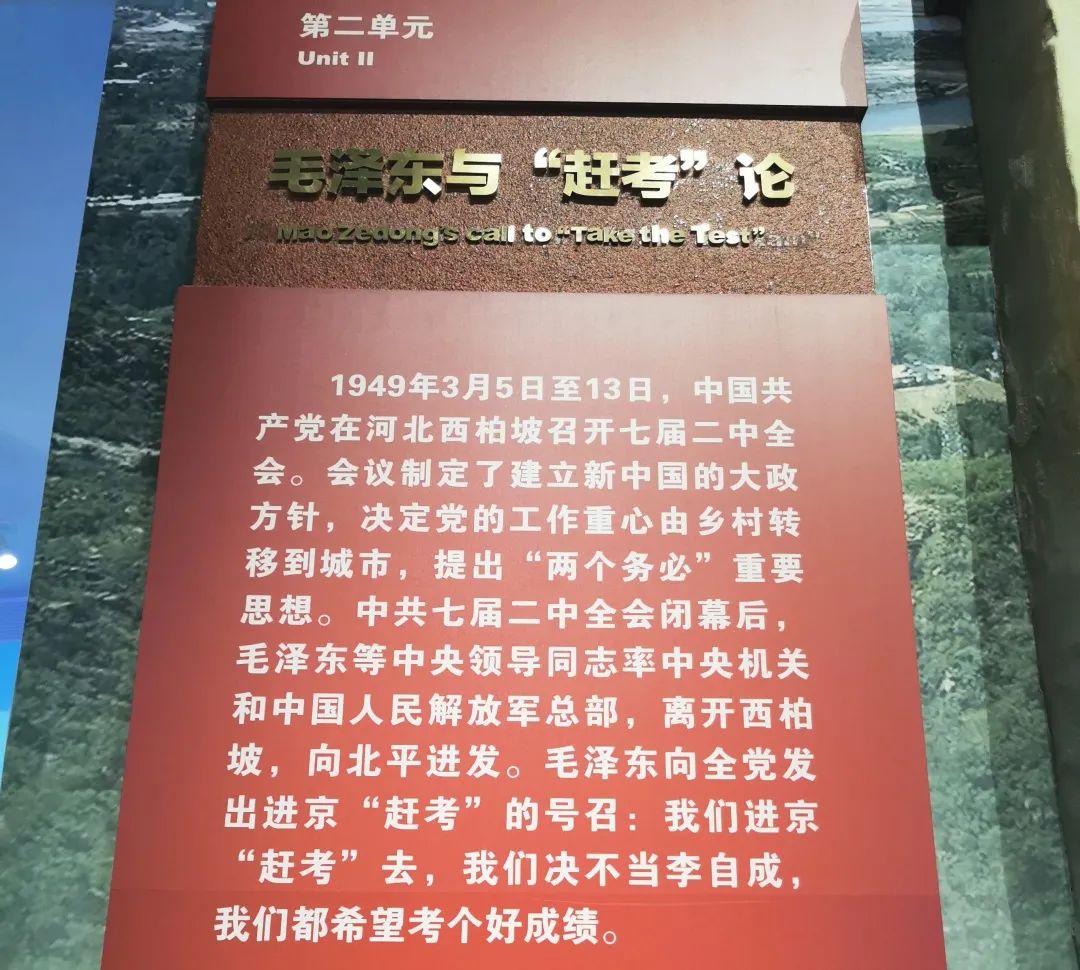 第二单元
Unit II
毛泽东与“赶考”论
Mao Zedong's call to "Take the Test"
1949年3月5日至13日，中国共
产党在河北西柏坡召开七届二中全
会。会议制定了建立新中国的大政
方针，决定党的工作重心由乡村转
移到城市，提出“两个务必”重要
思想。中共七届二中全会闭幕后，
毛泽东等中央领导同志率中央机关
和中国人民解放军总部，离开西柏
坡，向北平进发。毛泽东向全党发
出进京“赶考”的号召：我们进京
“赶考”去，我们决不当李自成，
我们都希望考个好成绩。